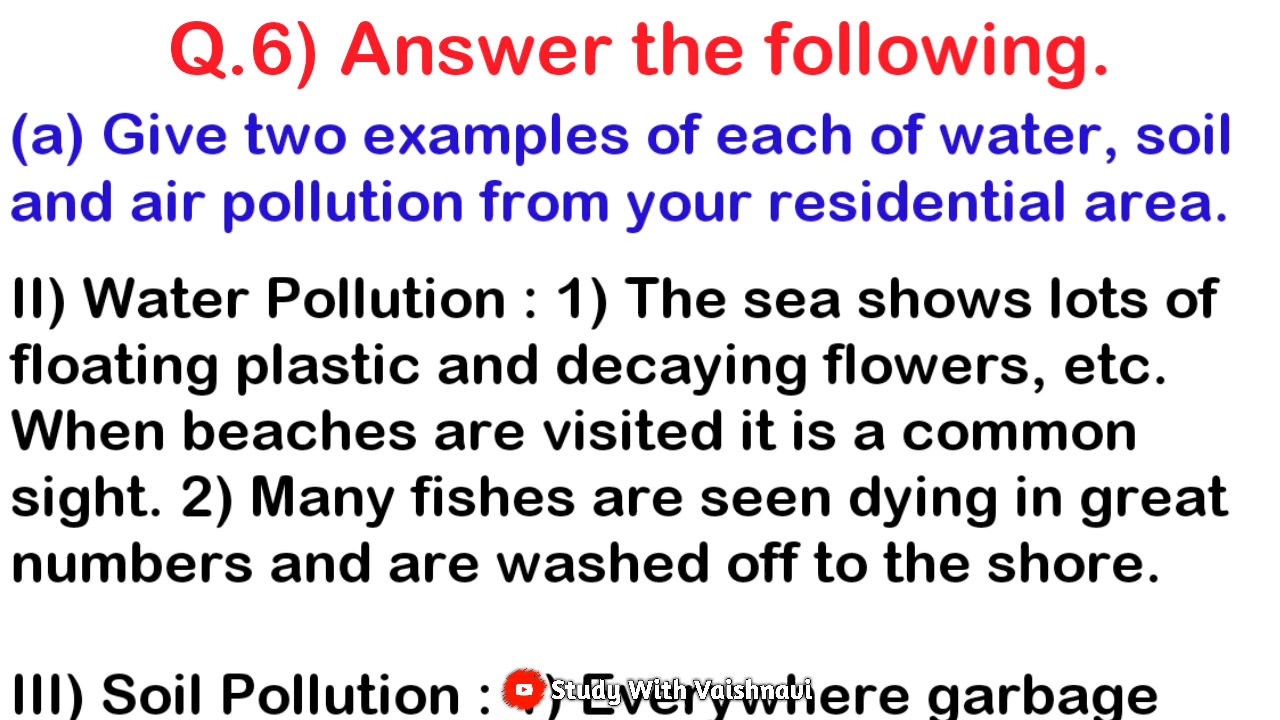 Q.6) Answer the following.
(a) Give two examples of each of water, soil
and air pollution from your residential area.
II) Water Pollution : 1) The sea shows lots of
floating plastic and decaying flowers, etc.
When beaches are visited it is a common
sight. 2) Many fishes are seen dying in great
numbers and are washed off to the shore.
III) Soil Pollution : 1) Everywhere garbage
Study With Vaishnavi